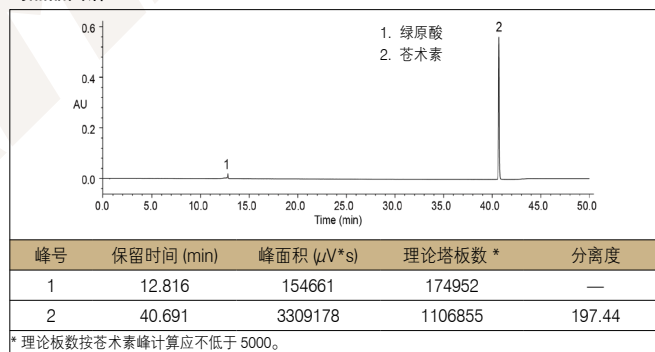 0.6
0.4
AU
0.2
0.0
1. 绿原酸
2. 苍术素
1
2
0.0 5.0 10.0 15.0 20.0 25.0 30.0 35.0 40.0 45.0 50.0
Time (min)
峰号 保留时间 (min) 峰面积 (μV*s) 理论塔板数 * 分离度
1 12.816 154661 174952 —
2 40.691 3309178 1106855 197.44
* 理论板数按苍术素峰计算应不低于 5000。